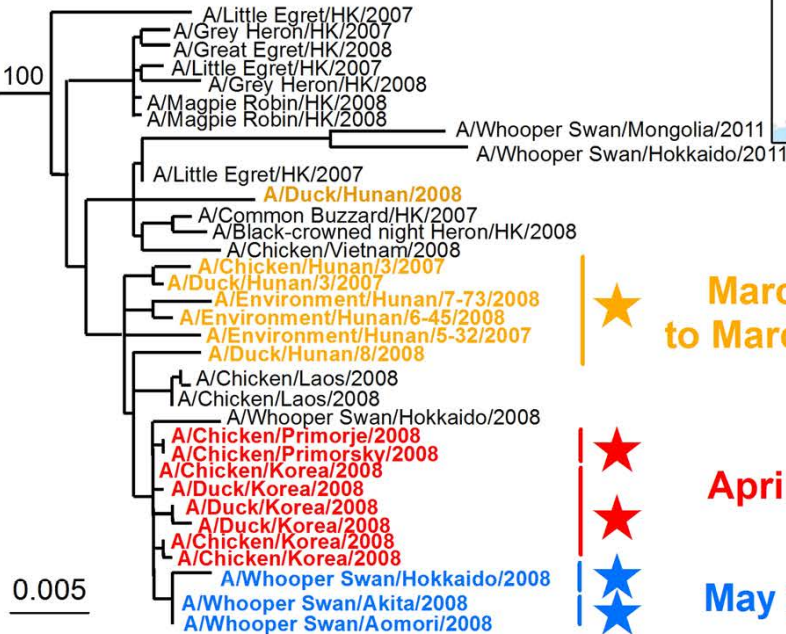 A/Little Egret/HK/2007
A/Grey Heron/HK/2007
A/Great Egret/HK/2008
A/Little Egret/HK/2007
100
A/Grey Heron/HK/2008
A/Magpie Robin/HK/2008
A/Magpie Robin/HK/2008
A/Whooper Swan/Mongolia/2011
A/Whooper Swan/Hokkaido/2011
A/Little Egret/HK/2007
A/Duck/Hunan/2008
A/Common Buzzard/HK/2007
A/Black-crowned night Heron/HK/2008
A/Chicken/Vietnam/2008
A/Chicken/Hunan/3/2007
A/Duck/Hunan/3/2007
A/Environment/Hunan/7-73/2008
Marc
A/Environment/Hunan/6-45/2008
A/Environment/Hunan/5-32/2007
to Marc
A/Duck/Hunan/8/2008
A/Chicken/Laos/2008
A/Chicken/Laos/2008
A/Whooper Swan/Hokkaido/2008
A/Chicken/Primorje/2008
A/Chicken/Primorsky/2008
A/Chicken/Korea/2008
A/Duck/Korea/2008
Apri
A/Duck/Korea/2008
A/Duck/Korea/2008
A/Chicken/Korea/2008
A/Chicken/Korea/2008
A/Whooper Swan/Hokkaido/2008
0.005
A/Whooper Swan/Akita/2008
May
A/Whooper Swan/Aomori/2008